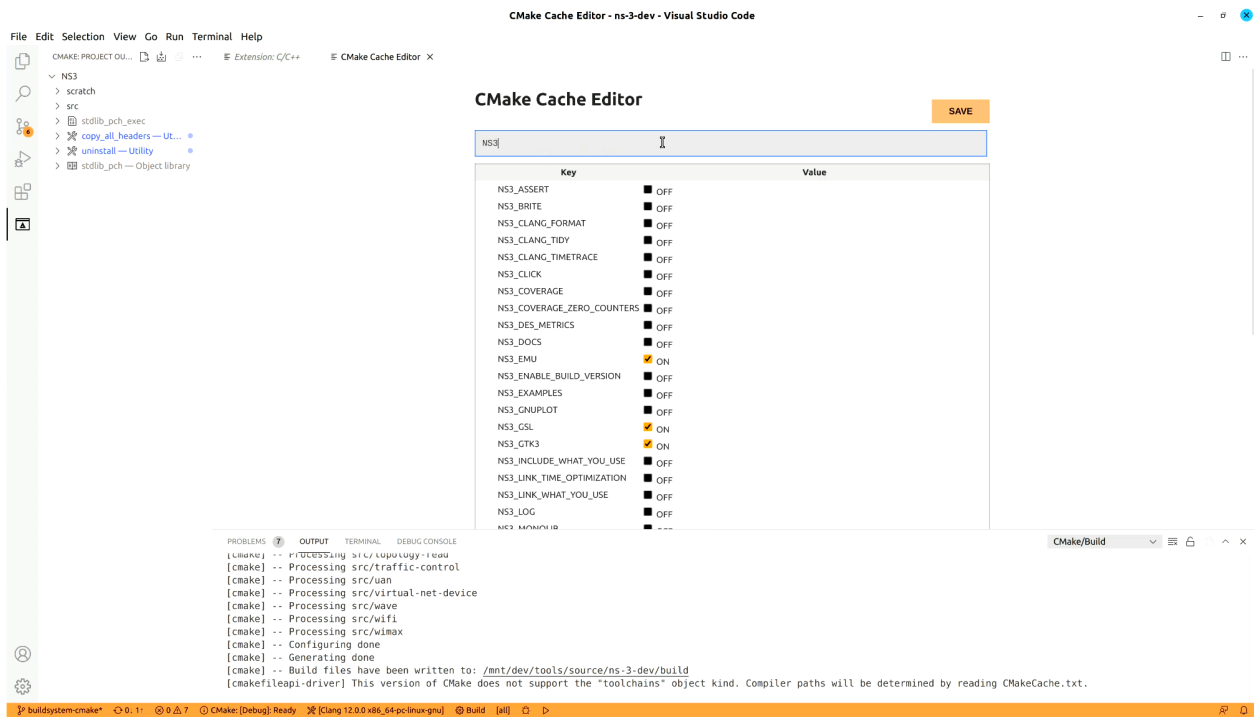 CMake Cache Editor - ns-3-dev - Visual Studio Code
File Edit Selection View Go Run Terminal Help
CMAKE: PROJECT OU... ···
Extension: C/C++
CMake Cache Editor
NS3
scratch
src
stdlib_pch_exec
copy_all_headers — Ut...
uninstall — Utility
stdlib_pch — Object library
6
CMake Cache Editor
SAVE
NS3
Key Value
NS3_ASSERT OFF
NS3_BRITE OFF
NS3_CLANG_FORMAT OFF
NS3_CLANG_TIDY OFF
NS3_CLANG_TIMETRACE OFF
NS3_CLICK OFF
NS3_COVERAGE OFF
NS3_COVERAGE_ZERO_COUNTERS OFF
NS3_DES_METRICS OFF
NS3_DOCS OFF
NS3_EMU ON
NS3_ENABLE_BUILD_VERSION OFF
NS3_EXAMPLES OFF
NS3_GNUPLOT OFF
NS3_GSL ON
NS3_GTK3 ON
NS3_INCLUDE_WHAT_YOU_USE OFF
NS3_LINK_TIME_OPTIMIZATION OFF
NS3_LINK_WHAT_YOU_USE OFF
NS3_LOG OFF
NS3_MONOLIB OFF
PROBLEMS 7 OUTPUT TERMINAL DEBUG CONSOLE CMake/Build
[cmake] -- Processing src/topology-read
[cmake] -- Processing src/traffic-control
[cmake] -- Processing src/uan
[cmake] -- Processing src/virtual-net-device
[cmake] -- Processing src/wave
[cmake] -- Processing src/wifi
[cmake] -- Processing src/wimax
[cmake] -- Configuring done
[cmake] -- Generating done
[cmake] -- Build files have been written to: /mnt/dev/tools/source/ns-3-dev/build
[cmakefileapi-driver] This version of CMake does not support the "toolchains" object kind. Compiler paths will be determined by reading CMakeCache.txt.
buildsystem-cmake* 0↓ 1↑ 0 7 CMake: [Debug]: Ready [Clang 12.0.0 x86_64-pc-linux-gnu] Build [all]